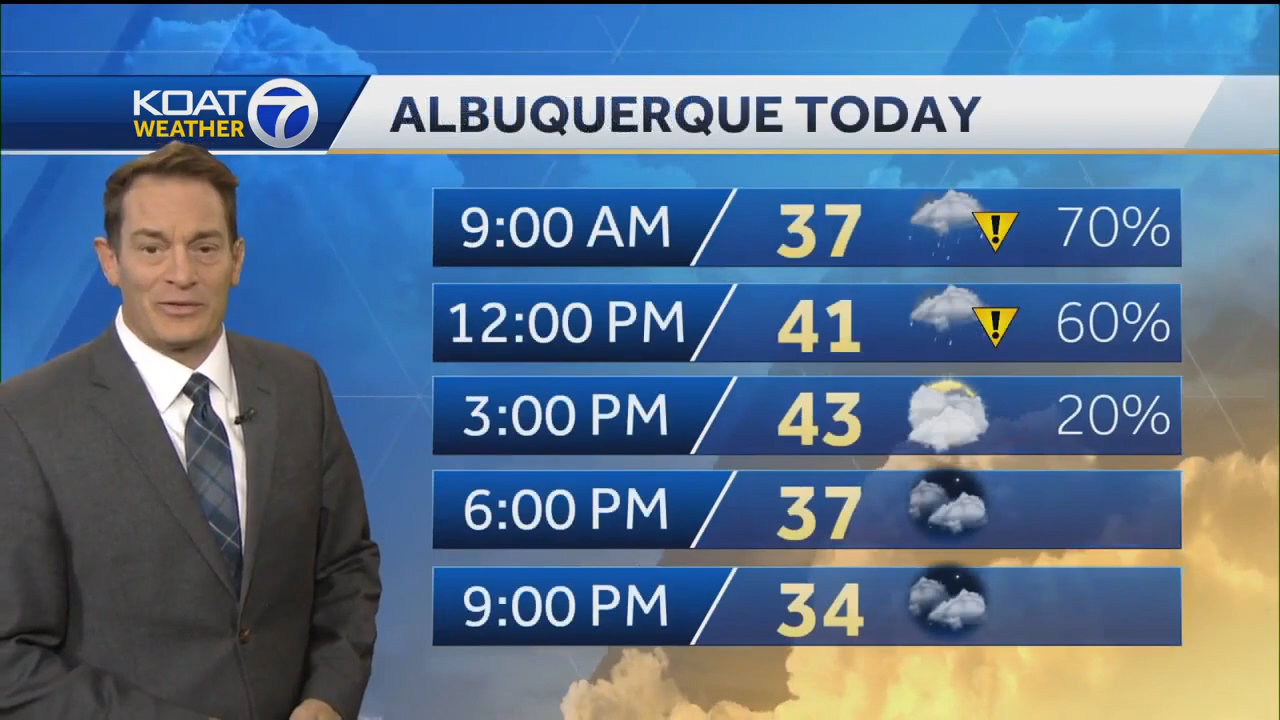 KOAT 7
WEATHER
ALBUQUERQUE TODAY
9:00 AM 37 ! 70%
12:00 PM 41 ! 60%
3:00 PM 43 20%
6:00 PM 37
9:00 PM 34